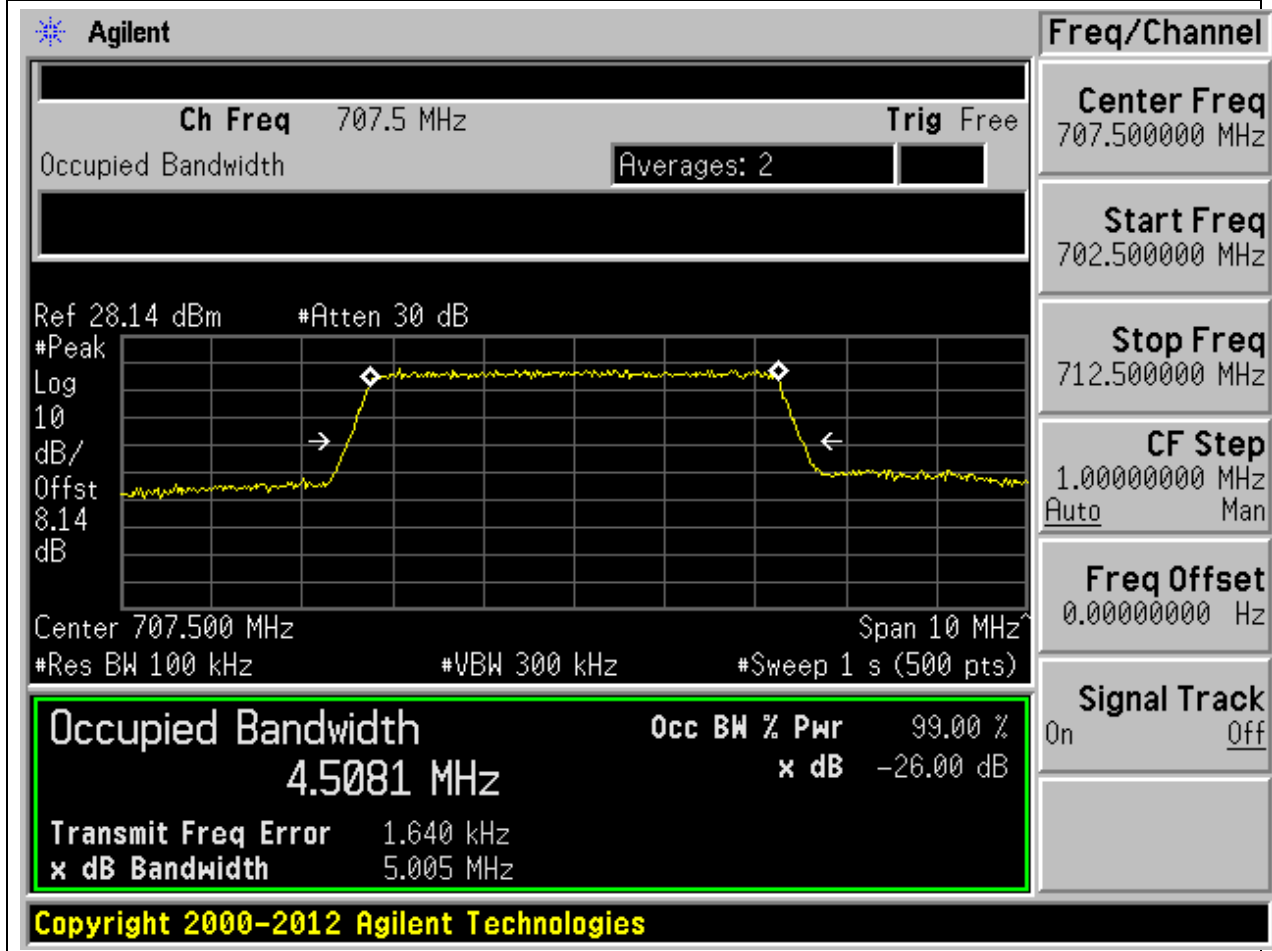 Agilent
Freq/Channel
Ch Freq 707.5 MHz Trig Free
Occupied Bandwidth Averages: 2
Ref 28.14 dBm #Atten 30 dB
#Peak
Log
10
dB/
Offst
8.14
dB
Center 707.500 MHz Span 10 MHz^
#Res BW 100 kHz #VBW 300 kHz #Sweep 1 s (500 pts)
Occupied Bandwidth
4.5081 MHz
Occ BW % Pwr 99.00 %
x dB -26.00 dB
Transmit Freq Error 1.640 kHz
x dB Bandwidth 5.005 MHz
Copyright 2000-2012 Agilent Technologies
Center Freq
707.500000 MHz
Start Freq
702.500000 MHz
Stop Freq
712.500000 MHz
CF Step
1.00000000 MHz
Auto Man
Freq Offset
0.00000000 Hz
Signal Track
On Off